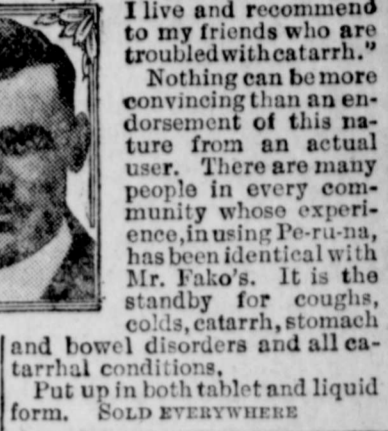 I live and recommend
to my friends who are
troubled with catarrh."
Nothing can be more
convincing than an en-
dorsement of this na-
ture from an actual
user. There are many
people in every com-
munity whose experi-
ence, in using Pe-ru-na,
has been identical with
Mr. Fako's. It is the
standby for coughs,
colds, catarrh, stomach
and bowel disorders and all ca-
tarrhal conditions.
Put up in both tablet and liquid
form. SOLD EVERYWHERE